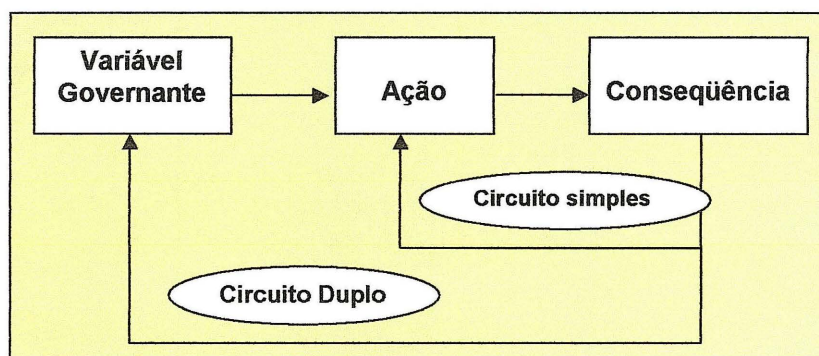 Variável
Governante
Ação
Conseqüência
Circuito simples
Circuito Duplo